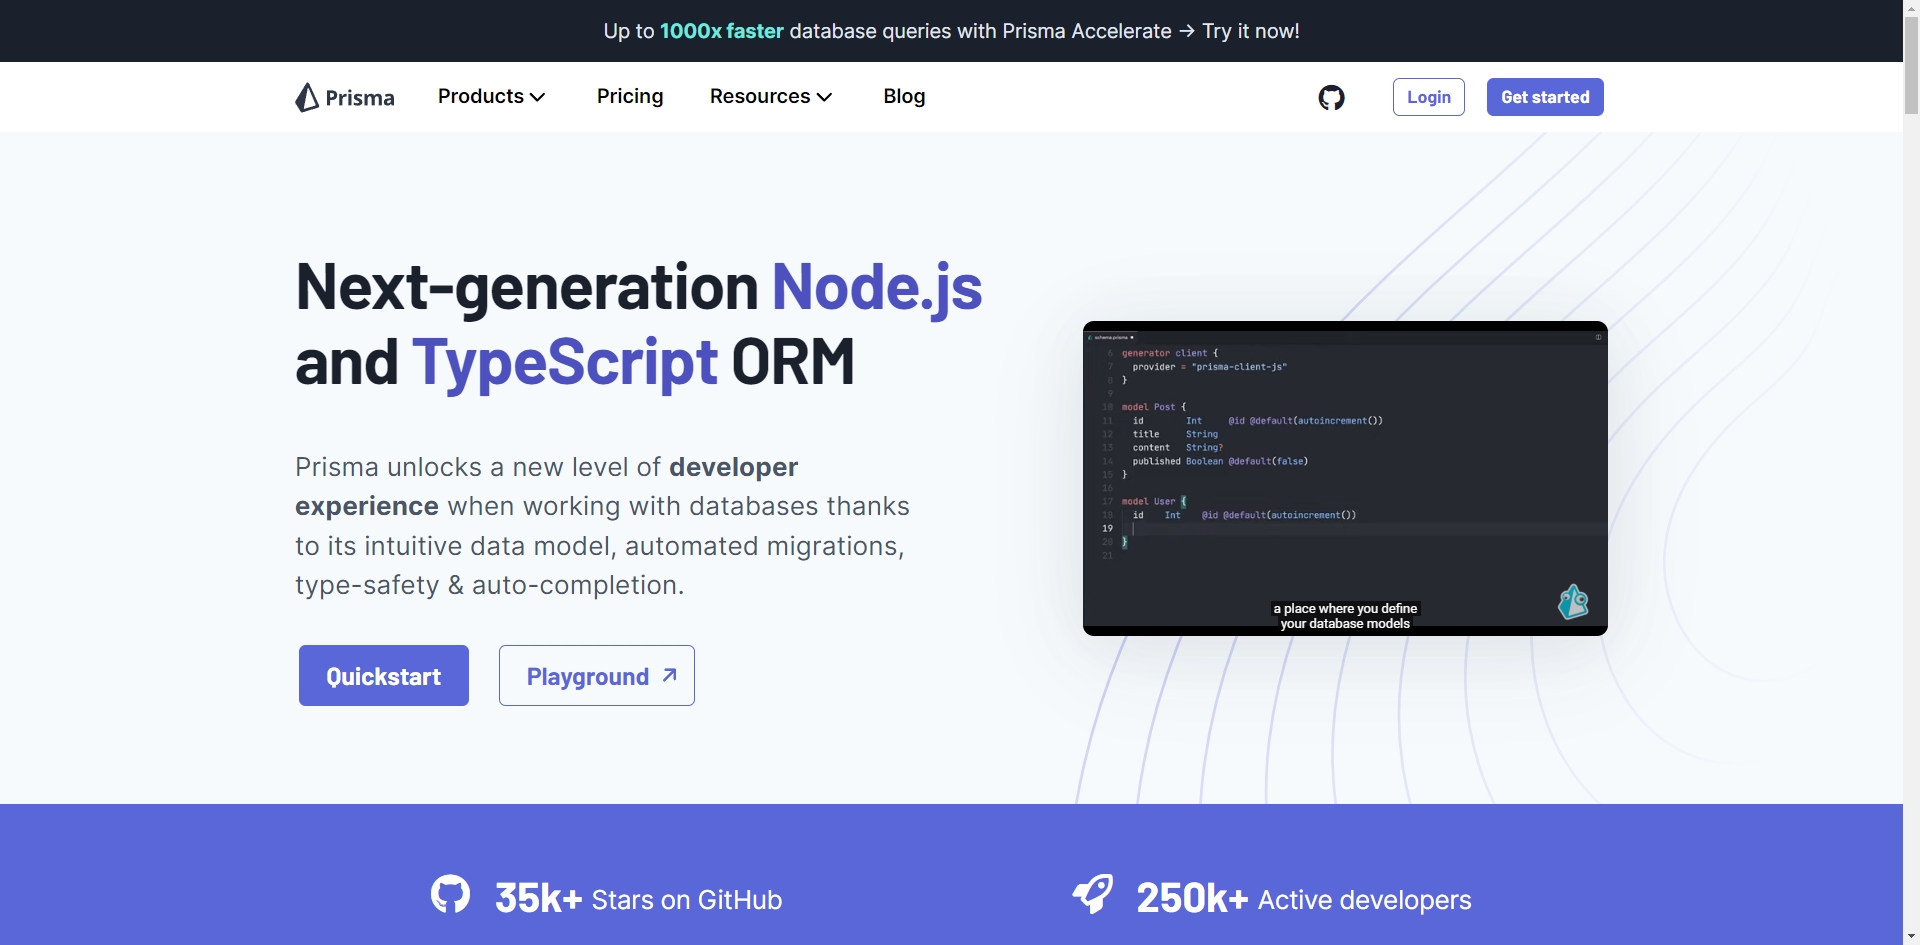 Up to 1000x faster database queries with Prisma Accelerate → Try it now!
Prisma Products Pricing Resources Blog Login Get started
Next-generation Node.js
and TypeScript ORM
Prisma unlocks a new level of developer
experience when working with databases thanks
to its intuitive data model, automated migrations,
type-safety & auto-completion.
Quickstart Playground ↗
schema.prisma
6 generator client {
7 provider = "prisma-client-js"
8 }
9
10 model Post {
11 id Int @id @default(autoincrement())
12 title String
13 content String?
14 published Boolean @default(false)
15 }
16
17 model User {
18 id Int @id @default(autoincrement())
19
20 }
21
a place where you define
your database models
35k+ Stars on GitHub
250k+ Active developers